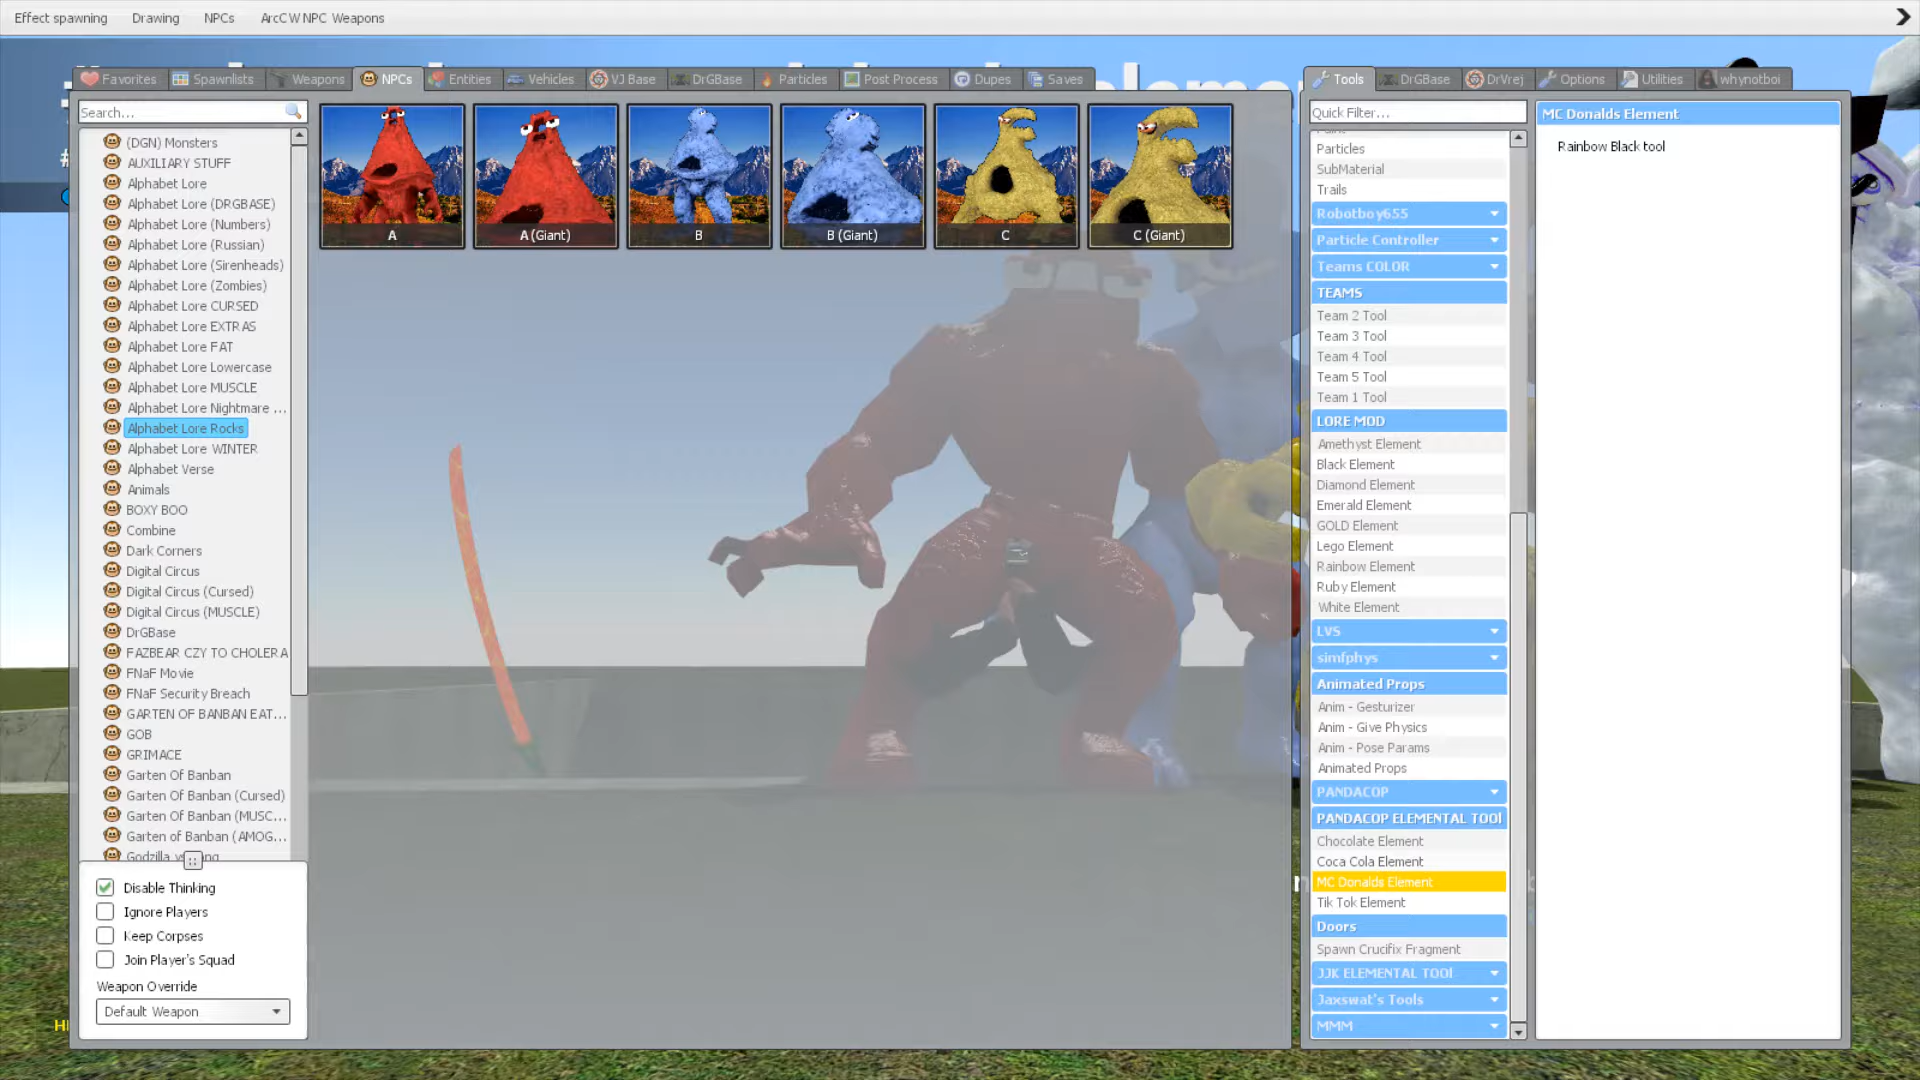 Effect spawning Drawing NPCs ArcCW NPC Weapons
Favorites Spawnlists Weapons NPCs Entities Vehicles VJ Base DrGBase Particles Post Process Dupes Saves
Tools DrGBase DrVrej Options Utilities whynotboi
Search...
(DGN) Monsters
AUXILIARY STUFF
Alphabet Lore
Alphabet Lore (DRGBASE)
Alphabet Lore (Numbers)
Alphabet Lore (Russian)
Alphabet Lore (Sirenheads)
Alphabet Lore (Zombies)
Alphabet Lore CURSED
Alphabet Lore EXTRAS
Alphabet Lore FAT
Alphabet Lore Lowercase
Alphabet Lore MUSCLE
Alphabet Lore Nightmare ...
Alphabet Lore Rocks
Alphabet Lore WINTER
Alphabet Verse
Animals
BOXY BOO
Combine
Dark Corners
Digital Circus
Digital Circus (Cursed)
Digital Circus (MUSCLE)
DrGBase
FAZBEAR CZY TO CHOLERA
FNaF Movie
FNaF Security Breach
GARTEN OF BANBAN EAT...
GOB
GRIMACE
Garten Of Banban
Garten Of Banban (Cursed)
Garten Of Banban (MUSC...
Garten of Banban (AMOG...
Disable Thinking
Ignore Players
Keep Corpses
Join Player's Squad
Weapon Override
Default Weapon
A
A (Giant)
B
B (Giant)
C
C (Giant)
Quick Filter...
Particles
SubMaterial
Trails
Robotboy655
Particle Controller
Teams COLOR
TEAMS
Team 2 Tool
Team 3 Tool
Team 4 Tool
Team 5 Tool
Team 1 Tool
LORE MOD
Amethyst Element
Black Element
Diamond Element
Emerald Element
GOLD Element
Lego Element
Rainbow Element
Ruby Element
White Element
LVS
simfphys
Animated Props
Anim - Gesturizer
Anim - Give Physics
Anim - Pose Params
Animated Props
PANDACOP
PANDACOP ELEMENTAL TOOl
Chocolate Element
Coca Cola Element
MC Donalds Element
Tik Tok Element
Doors
Spawn Crucifix Fragment
JJK ELEMENTAL TOOl
Jaxswat's Tools
MMM
MC Donalds Element
Rainbow Black tool